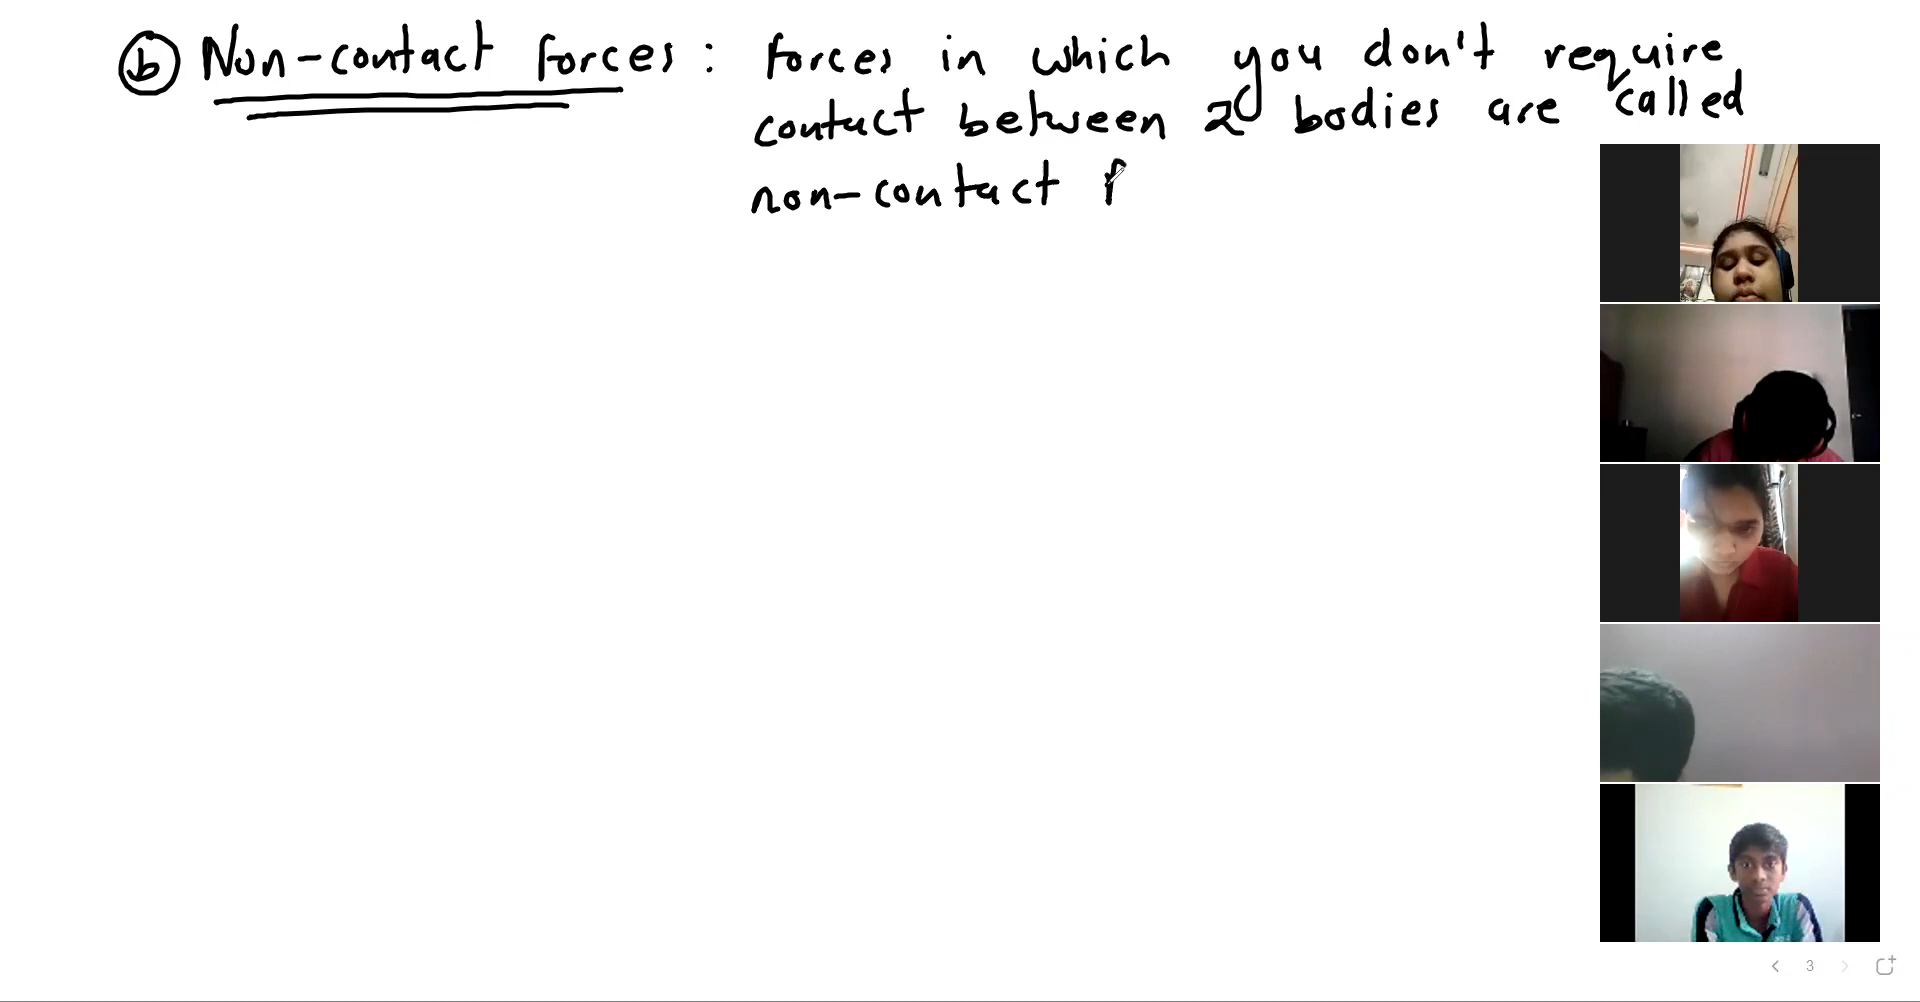 b Non-contact forces : forces in which you don't require
contact between 2 bodies are called
non-contact f
3